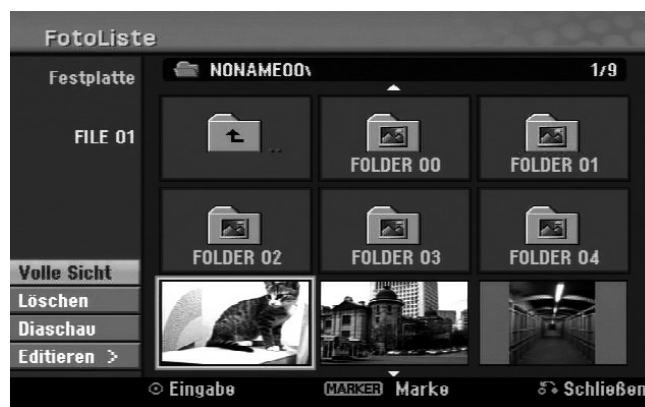 FotoListe
Festplatte
NONAME00\
1/9
FILE 01
..
FOLDER 00
FOLDER 01
FOLDER 02
FOLDER 03
FOLDER 04
Volle Sicht
Löschen
Diaschau
Editieren >
Eingabe
MARKER Marke
Schließen